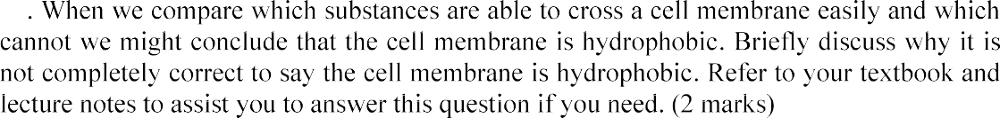 . When we compare which substances are able to cross a cell membrane easily and which
cannot we might conclude that the cell membrane is hydrophobic. Briefly discuss why it is
not completely correct to say the cell membrane is hydrophobic. Refer to your textbook and
lecture notes to assist you to answer this question if you need. (2 marks)